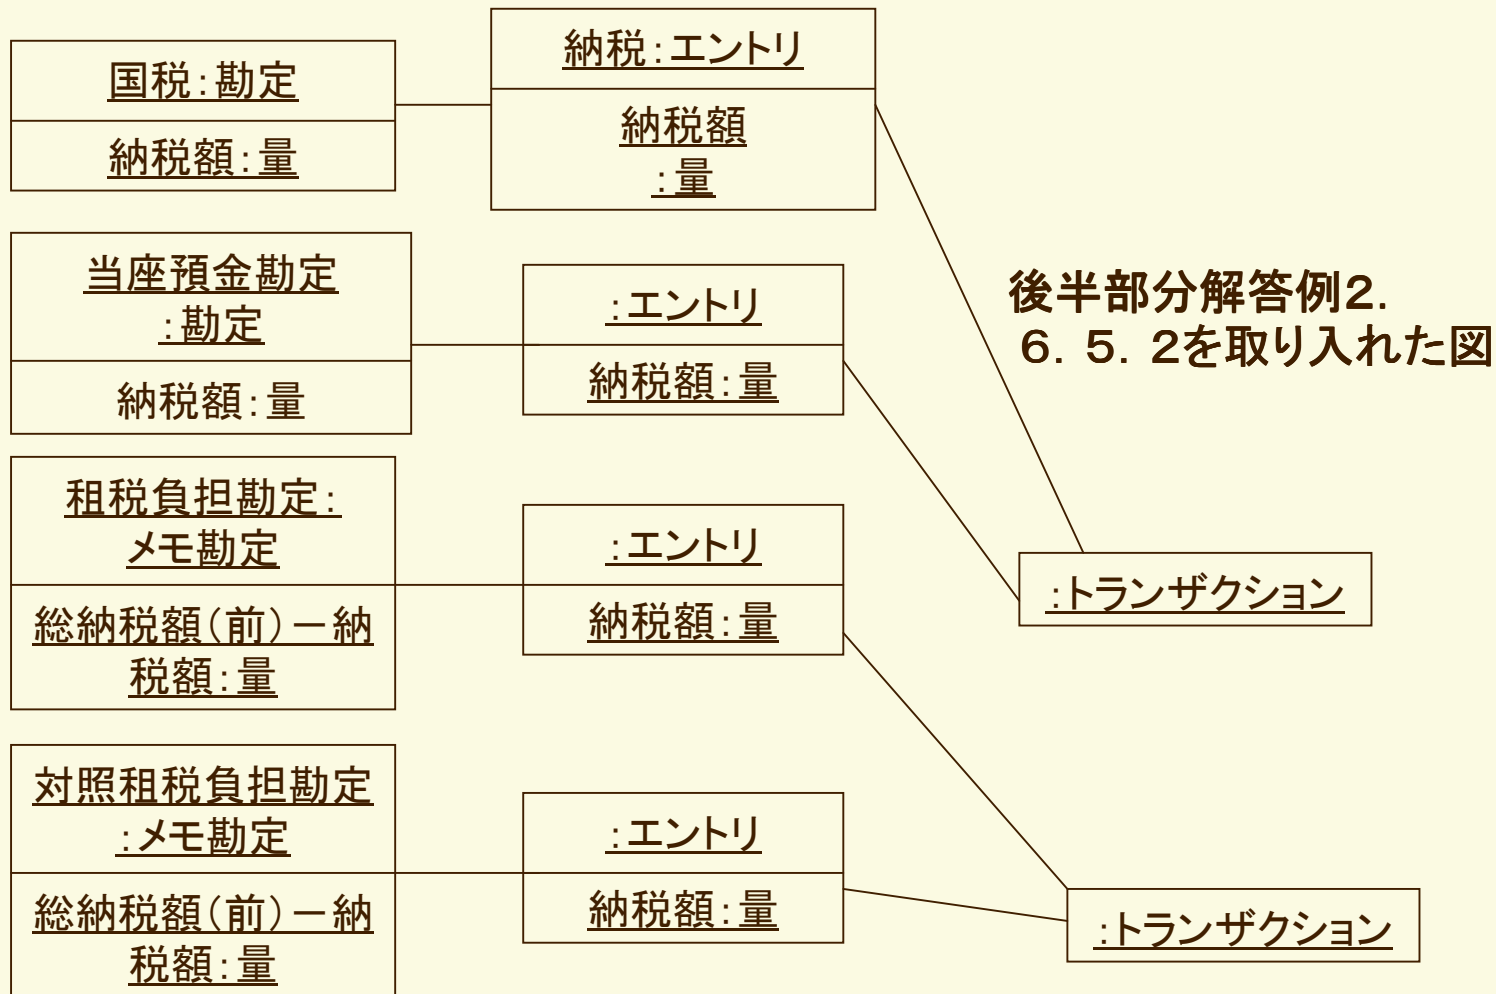 国税:勘定
納税額:量
納税:エントリ
納税額
:量
当座預金勘定
:勘定
納税額:量
:エントリ
納税額:量
後半部分解答例2.
6.5.2を取り入れた図
租税負担勘定:
メモ勘定
総納税額(前)-納
税額:量
:エントリ
納税額:量
:トランザクション
対照租税負担勘定
:メモ勘定
総納税額(前)-納
税額:量
:エントリ
納税額:量
:トランザクション